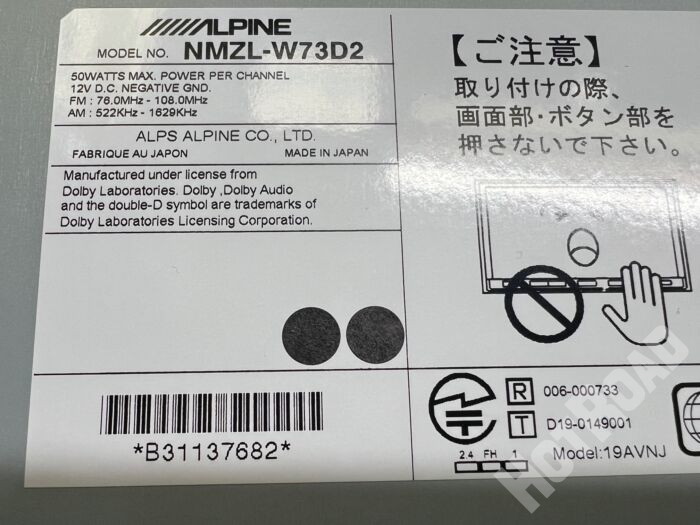 ALPINE
MODEL NO. NMZL-W73D2
50WATTS MAX. POWER PER CHANNEL
12V D.C. NEGATIVE GND.
FM : 76.0MHz - 108.0MHz
AM : 522KHz - 1629KHz
ALPS ALPINE CO., LTD.
FABRIQUE AU JAPON MADE IN JAPAN
Manufactured under license from
Dolby Laboratories. Dolby ,Dolby Audio
and the double-D symbol are trademarks of
Dolby Laboratories Licensing Corporation.
*B31137682*
【ご注意】
取り付けの際、
画面部・ボタン部を
押さないで下さい。
R 006-000733
T D19-0149001
2.4 FH 1
Model:19AVNJ
HOT ROAD